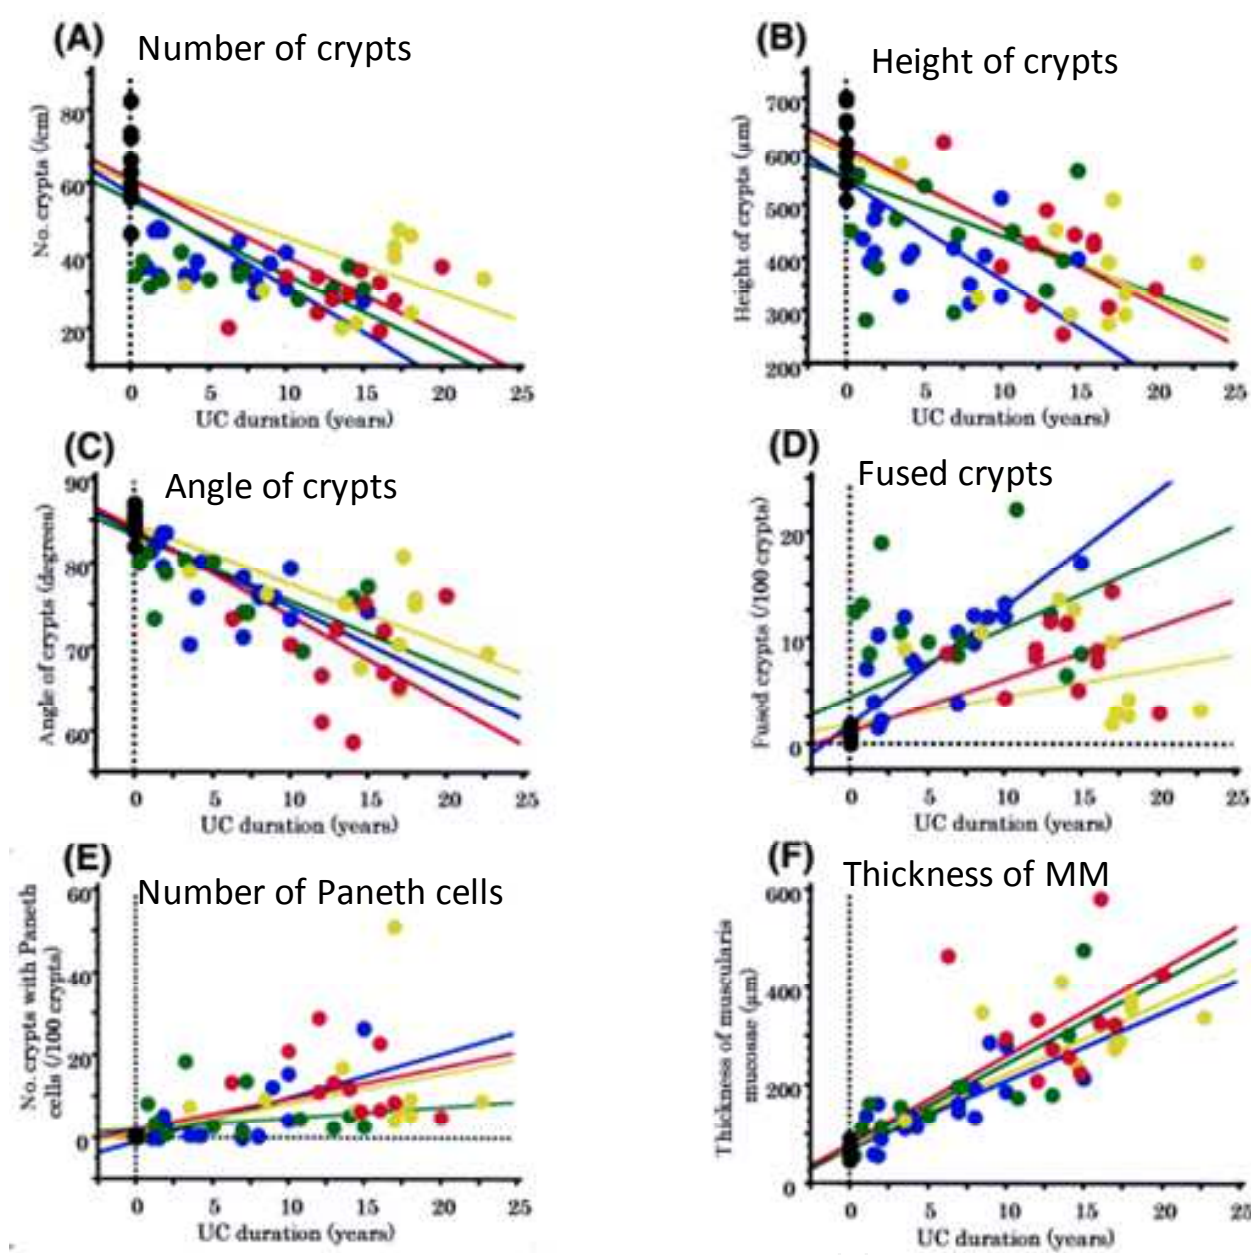 (A) Number of crypts
No. crypts (/cm)
80
60
40
20
0 5 10 15 20 25
UC duration (years)
(B) Height of crypts
Height of crypts (μm)
700
600
500
400
300
200
0 5 10 15 20 25
UC duration (years)
(C) Angle of crypts
Angle of crypts (degrees)
90
80
70
60
0 5 10 15 20 25
UC duration (years)
(D) Fused crypts
Fused crypts (/100 crypta)
20
10
0
0 5 10 15 20 25
UC duration (years)
(E) Number of Paneth cells
No. crypts with Paneth
cells (/100 crypta)
60
40
20
0
0 5 10 15 20 25
UC duration (years)
(F) Thickness of MM
Thickness of muscularis
mucosae (μm)
600
400
200
0
0 5 10 15 20 25
UC duration (years)